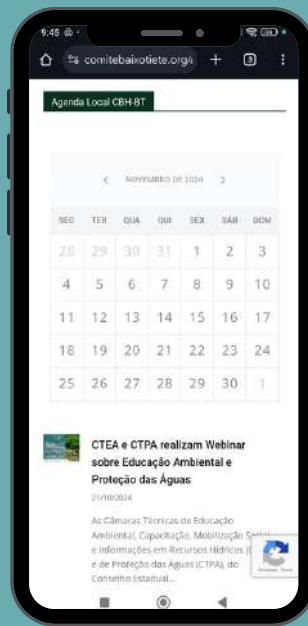 9:45
comitebaixotiete.org/
3
Agenda Local CBH-BT
NOVEMBRO DE 2024
SEG TER QUA QUI SEX SÁB DOM
28 29 30 31 1 2 3
4 5 6 7 8 9 10
11 12 13 14 15 16 17
18 19 20 21 22 23 24
25 26 27 28 29 30 1
CTEA e CTPA realizam Webinar
sobre Educação Ambiental e
Proteção das Águas
21/10/2024
As Câmaras Técnicas de Educação
Ambiental, Capacitação, Mobilização Social
e Informações em Recursos Hídricos (
e de Proteção das Águas (CTPA), do
Conselho Estadual...